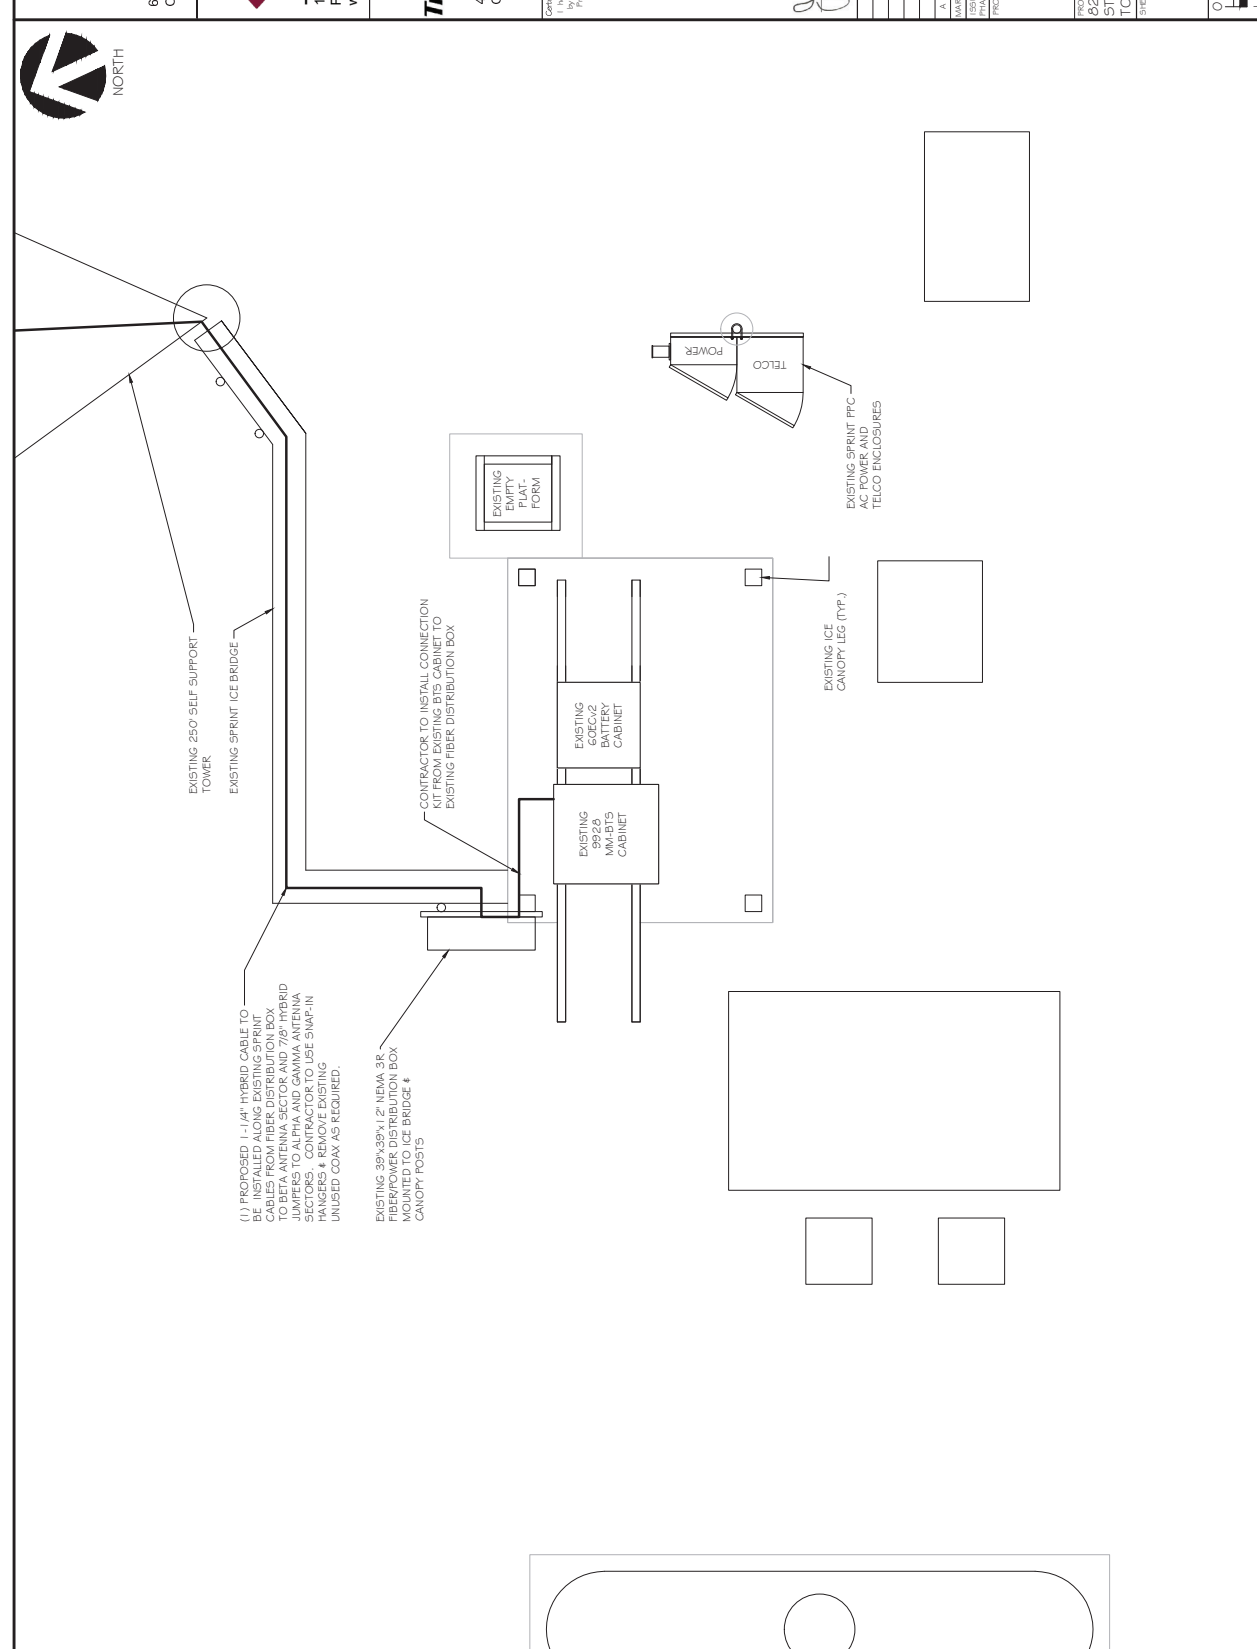 NORTH
EXISTING 250' SELF SUPPORT
TOWER
EXISTING SPRINT ICE BRIDGE
CONTRACTOR TO INSTALL CONNECTION
KIT FROM EXISTING BTS CABINET TO
EXISTING FIBER DISTRIBUTION BOX
EXISTING
EMPTY
PLAT-
FORM
POWER
TELCO
EXISTING SPRINT PPC
AC POWER AND
TELCO ENCLOSURES
EXISTING ICE
CANOPY LEG (TYP.)
EXISTING
60ECv2
BATTERY
CABINET
EXISTING
9928
MM-BTS
CABINET
(1) PROPOSED 1-1/4" HYBRID CABLE TO
BE INSTALLED ALONG EXISTING SPRINT
CABLES FROM FIBER DISTRIBUTION BOX
TO BETA ANTENNA SECTOR AND 7/8" HYBRID
JUMPERS TO ALPHA AND GAMMA ANTENNA
SECTORS. CONTRACTOR TO USE SNAP-IN
HANGERS & REMOVE EXISTING
UNUSED COAX AS REQUIRED.
EXISTING 39"x39"x12" NEMA 3R
FIBER/POWER DISTRIBUTION BOX
MOUNTED TO ICE BRIDGE &
CANOPY POSTS